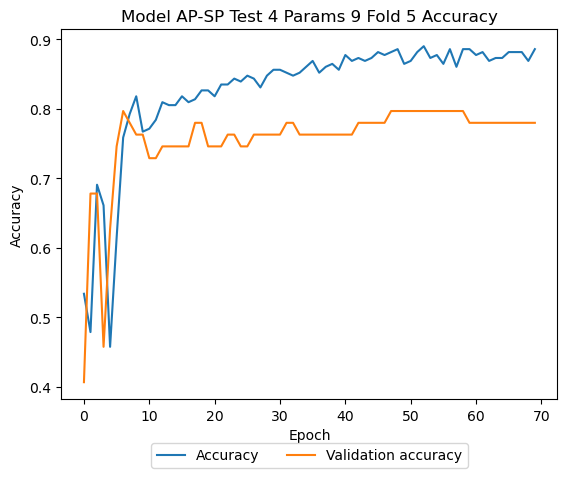 Model AP-SP Test 4 Params 9 Fold 5 Accuracy
Accuracy
0.9
0.8
0.7
0.6
0.5
0.4
0 10 20 30 40 50 60 70
Epoch
Accuracy Validation accuracy